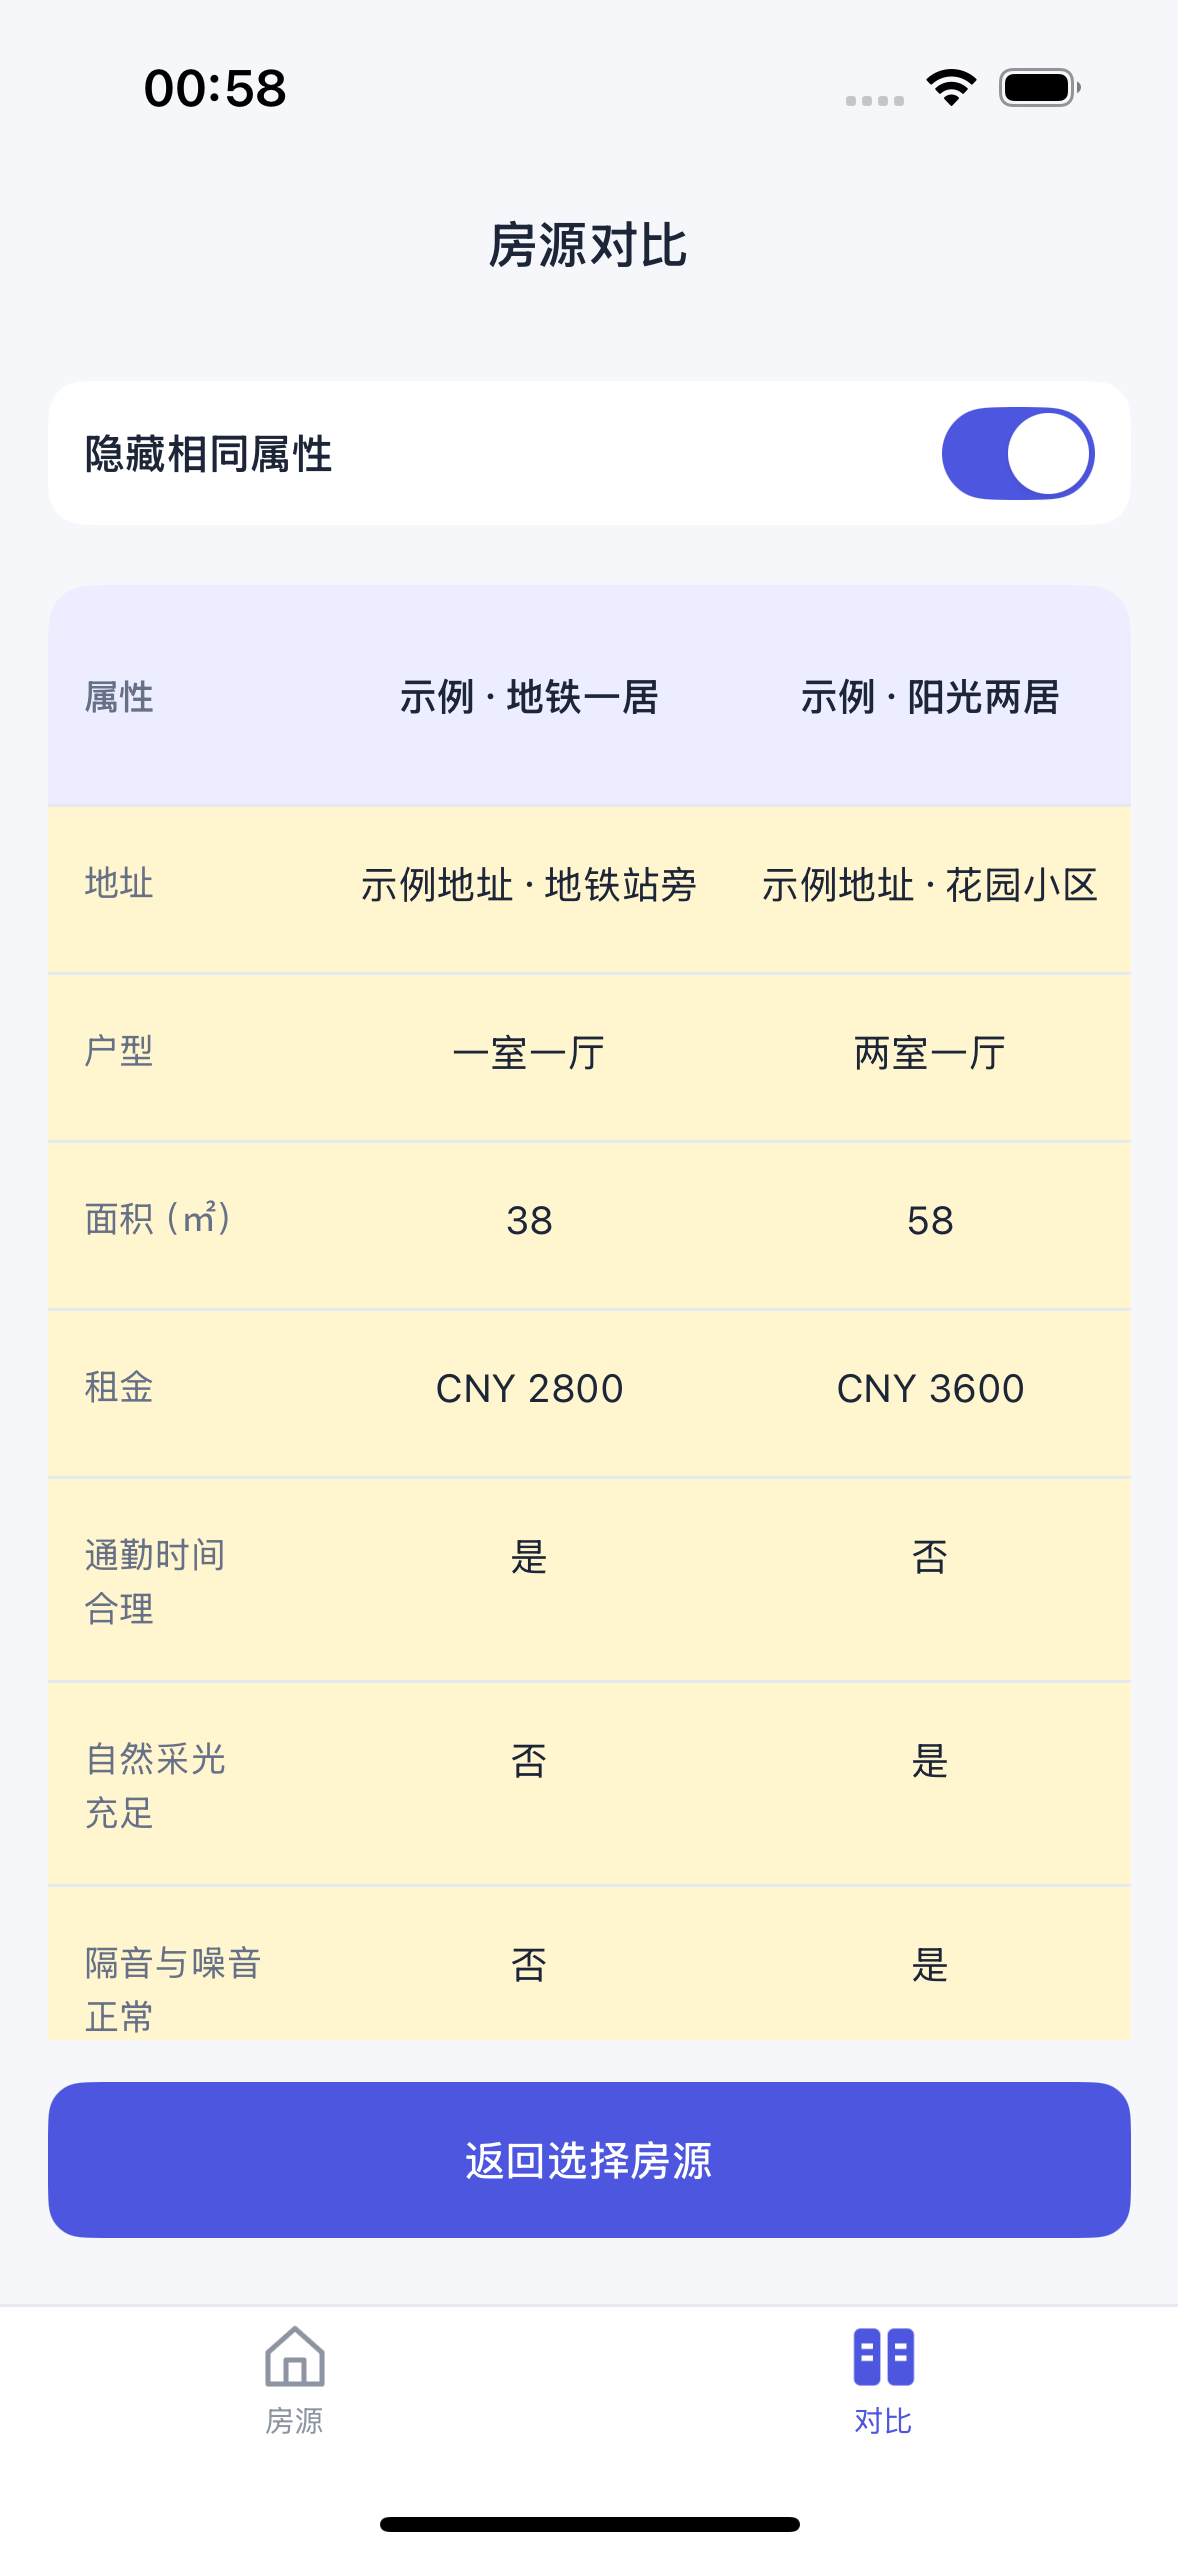 00:58
房源对比
隐藏相同属性
属性 示例 · 地铁一居 示例 · 阳光两居
地址 示例地址 · 地铁站旁 示例地址 · 花园小区
户型 一室一厅 两室一厅
面积（㎡） 38 58
租金 CNY 2800 CNY 3600
通勤时间 是 否
合理
自然采光 否 是
充足
隔音与噪音 否 是
正常
返回选择房源
房源 对比